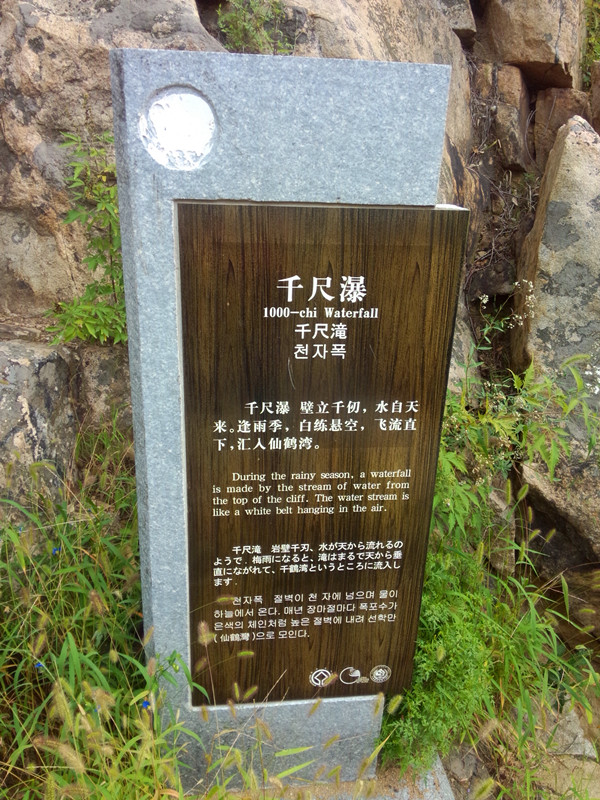 千尺瀑
1000-chi Waterfall
千尺滝
천자폭
千尺瀑 壁立千仞，水自天
来。逢雨季，白练悬空，飞流直
下，汇入仙鹤湾。
During the rainy season, a waterfall
is made by the stream of water from
the top of the cliff. The water stream is
like a white belt hanging in the air.
千尺滝 岩壁千刃、水が天から流れるの
ようで．梅雨になると、滝はまるで天から垂
直にながれて、千鶴湾というところに流入し
ます．
천자폭 절벽이 천 자에 넘으며 물이
하늘에서 온다. 매년 장마절마다 폭포수가
은색의 체인처럼 높은 절벽에 내려 선학만
(仙鶴灣)으로 모인다.